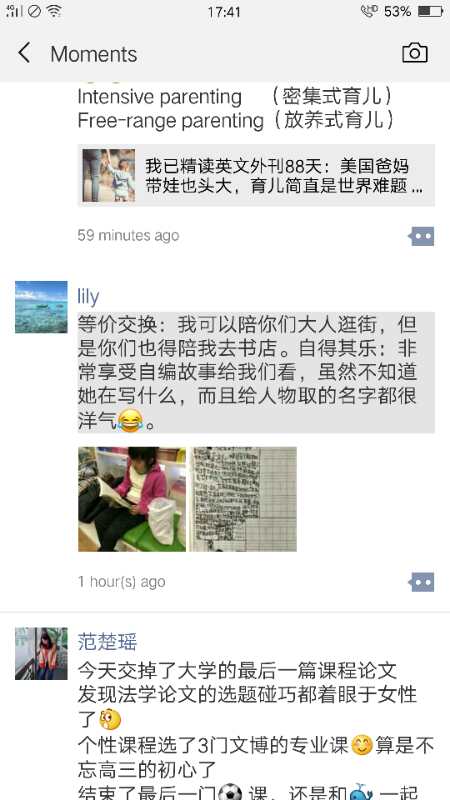 4G
17:41
HD
53%
Moments
Intensive parenting （密集式育儿）
Free-range parenting（放养式育儿）
我已精读英文外刊88天：美国爸妈
带娃也头大，育儿简直是世界难题 ...
59 minutes ago
lily
等价交换：我可以陪你们大人逛街，但
是你们也得陪我去书店。自得其乐：非
常享受自编故事给我们看，虽然不知道
她在写什么，而且给人物取的名字都很
洋气😂。
1 hour(s) ago
范楚瑶
今天交掉了大学的最后一篇课程论文
发现法学论文的选题碰巧都着眼于女性
了🤭
个性课程选了3门文博的专业课😊算是不
忘高三的初心了
结束了最后一门⚽课，还是和🐳一起